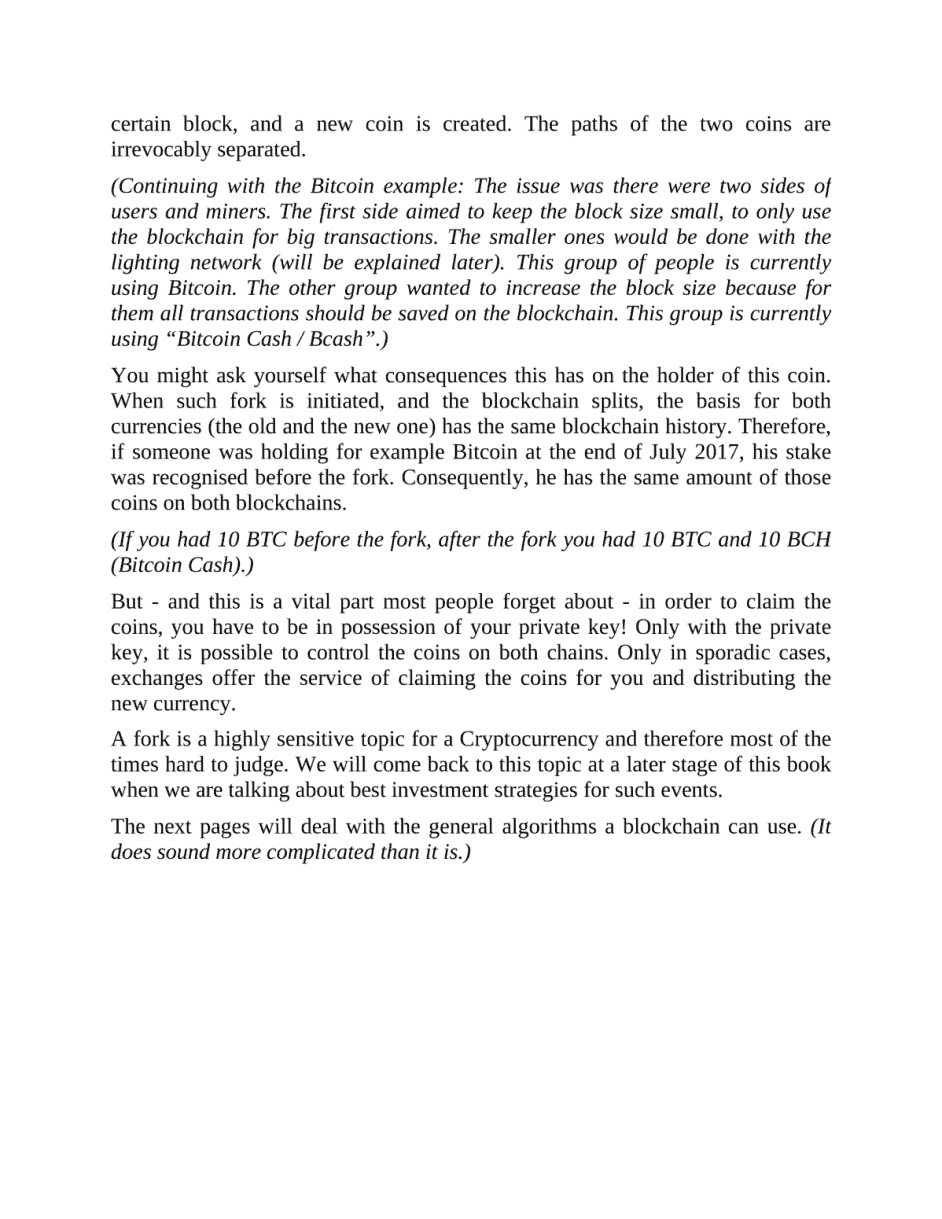 certain block, and a new coin is created. The paths of the two coins are
irrevocably separated.
(Continuing with the Bitcoin example: The issue was there were two sides of
users and miners. The first side aimed to keep the block size small, to only use
the blockchain for big transactions. The smaller ones would be done with the
lighting network (will be explained later). This group of people is currently
using Bitcoin. The other group wanted to increase the block size because for
them all transactions should be saved on the blockchain. This group is currently
using “Bitcoin Cash / Bcash”.)
You might ask yourself what consequences this has on the holder of this coin.
When such fork is initiated, and the blockchain splits, the basis for both
currencies (the old and the new one) has the same blockchain history. Therefore,
if someone was holding for example Bitcoin at the end of July 2017, his stake
was recognised before the fork. Consequently, he has the same amount of those
coins on both blockchains.
(If you had 10 BTC before the fork, after the fork you had 10 BTC and 10 BCH
(Bitcoin Cash).)
But - and this is a vital part most people forget about - in order to claim the
coins, you have to be in possession of your private key! Only with the private
key, it is possible to control the coins on both chains. Only in sporadic cases,
exchanges offer the service of claiming the coins for you and distributing the
new currency.
A fork is a highly sensitive topic for a Cryptocurrency and therefore most of the
times hard to judge. We will come back to this topic at a later stage of this book
when we are talking about best investment strategies for such events.
The next pages will deal with the general algorithms a blockchain can use. (It
does sound more complicated than it is.)